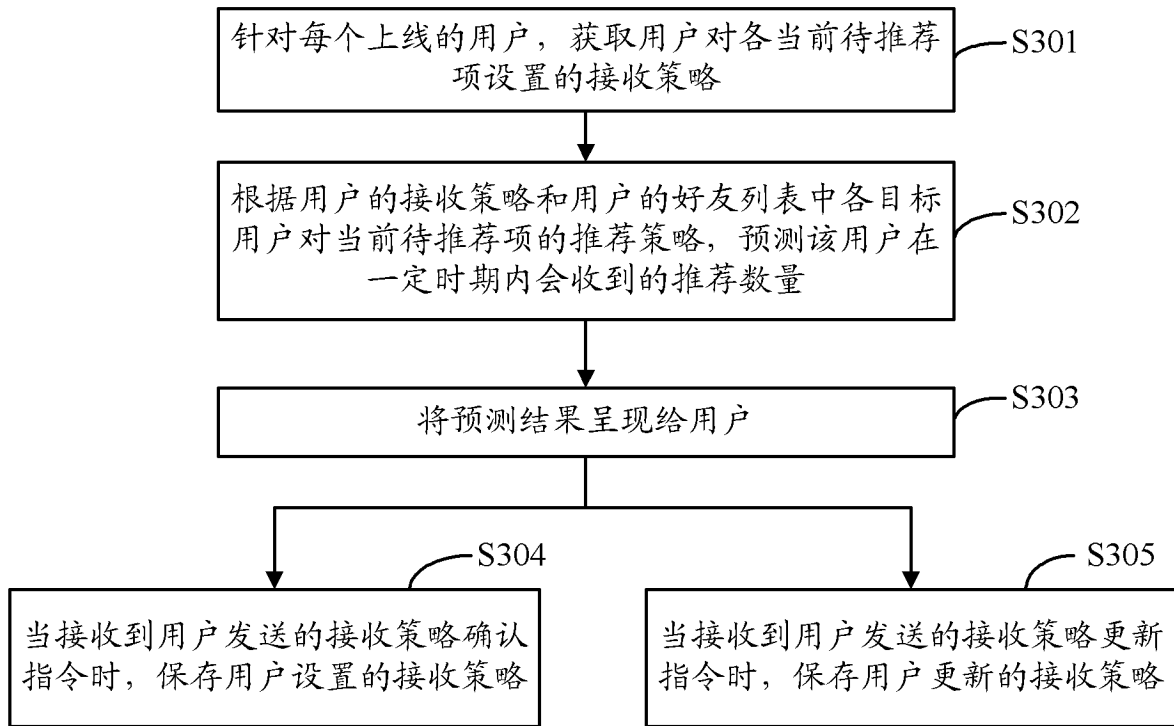 针对每个上线的用户，获取用户对各当前待推荐
项设置的接收策略
S301
根据用户的接收策略和用户的好友列表中各目标
用户对当前待推荐项的推荐策略，预测该用户在
一定时期内会收到的推荐数量
S302
将预测结果呈现给用户
S303
S304
当接收到用户发送的接收策略确认
指令时，保存用户设置的接收策略
S305
当接收到用户发送的接收策略更新
指令时，保存用户更新的接收策略